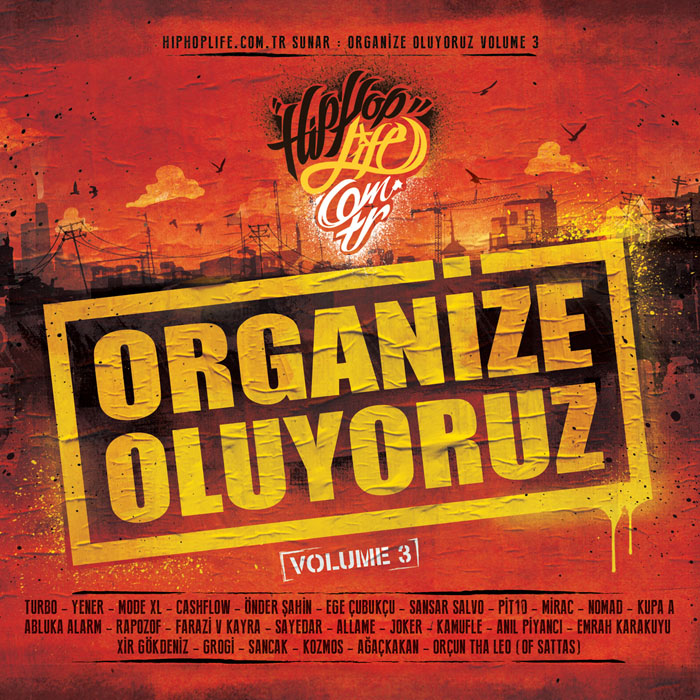 HIPHOPLIFE.COM.TR SUNAR : ORGANİZE OLUYORUZ VOLUME 3
"HipHop"
Life
Com
tr
ORGANİZE
OLUYORUZ
VOLUME 3
TURBO – YENER – MODE XL – CASHFLOW – ÖNDER ŞAHİN – EGE ÇUBUKÇU – SANSAR SALVO – PİT10 – MİRAC – NOMAD – KUPA A
ABLUKA ALARM – RAPOZOF – FARAZİ V KAYRA – SAYEDAR – ALLAME – JOKER – KAMUFLE – ANIL PİYANCI – EMRAH KARAKUYU
XİR GÖKDENİZ – GROGİ – SANCAK – KOZMOS – AĞAÇKAKAN – ORÇUN THA LEO (OF SATTAS)